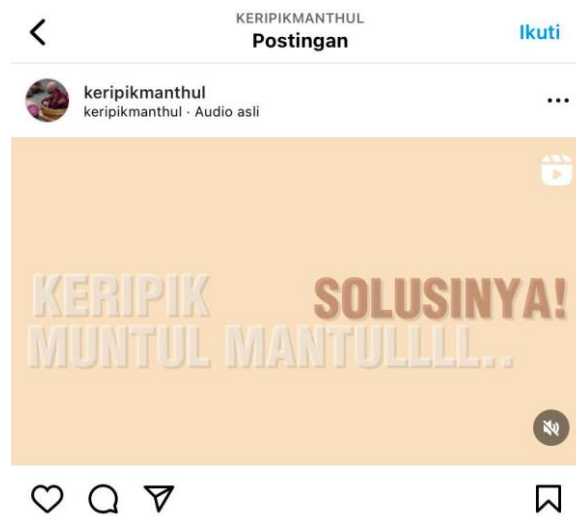 KERIPIKMANTHUL
Postingan
Ikuti
keripikmanthul
keripikmanthul · Audio asli
KERIPIK SOLUSINYA!
MUNTUL MANTULLLL..